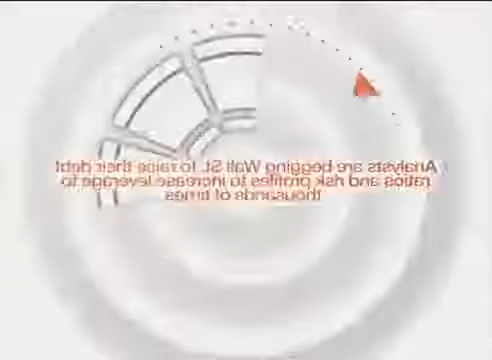 Analysts are begging Wall St. to raise their debt
ratios and risk profiles to increase leverage to
thousands of times